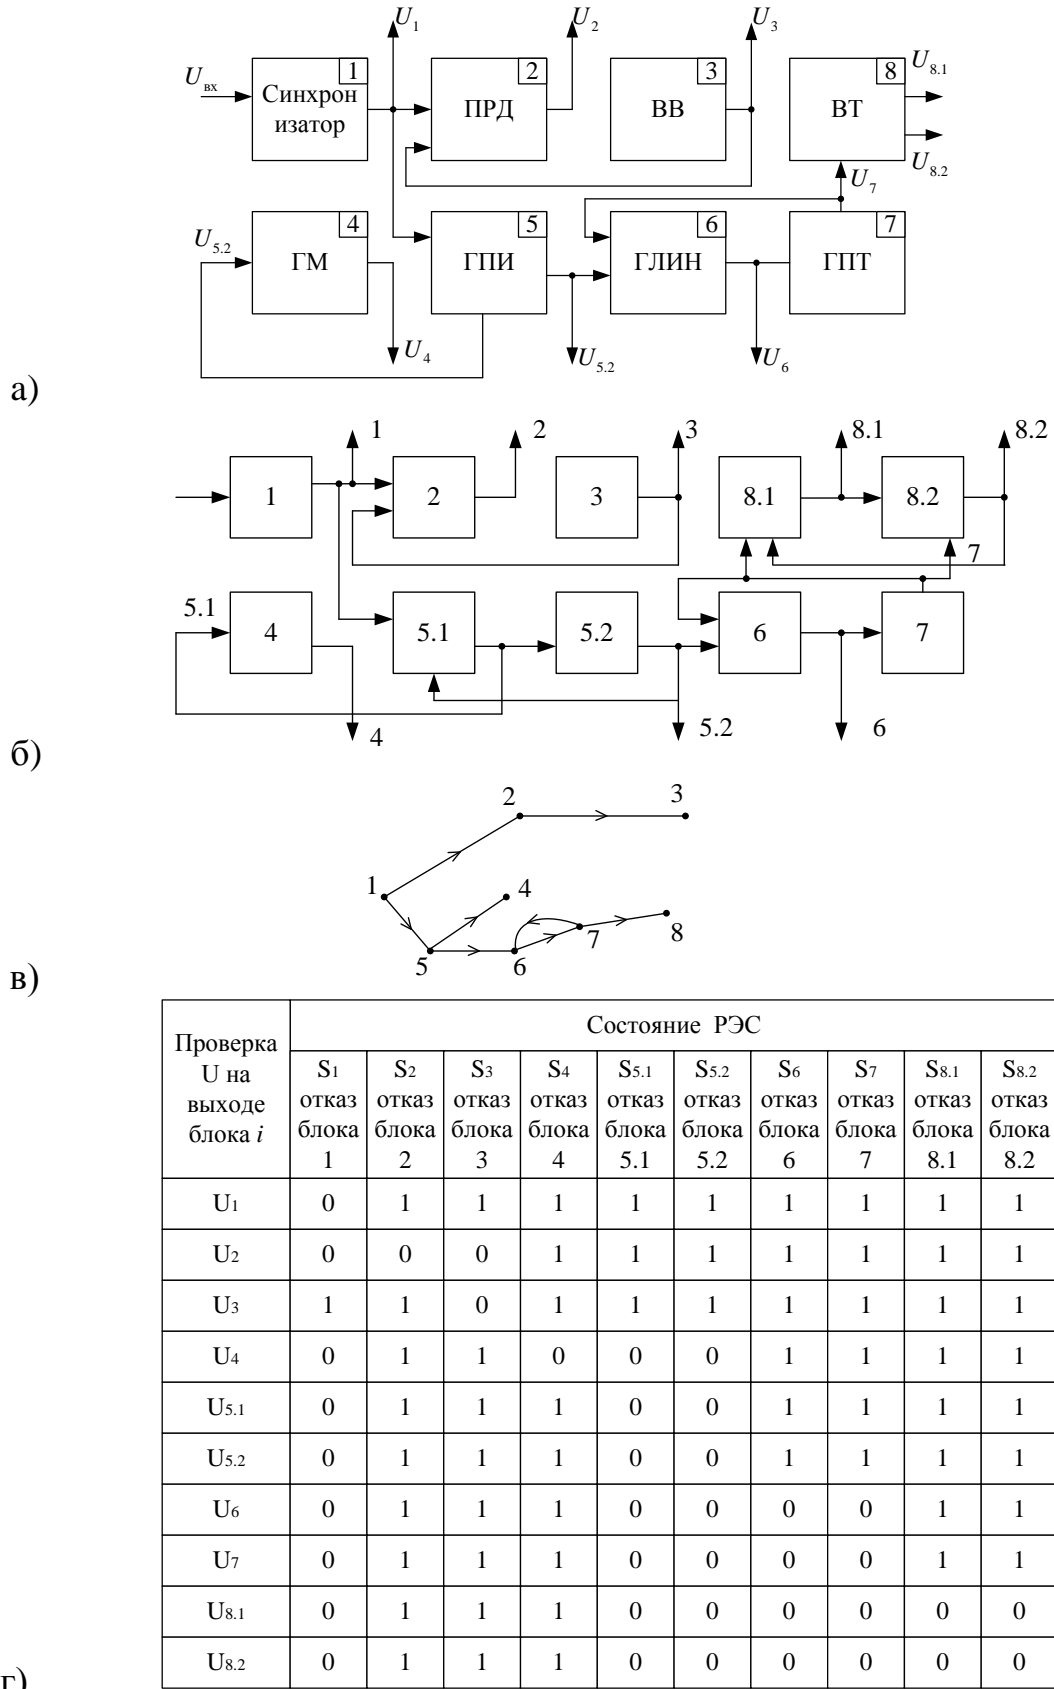 U1 U2 U3
Uвх 1 2 3 8 U8.1
Синхрон
изатор ПРД ВВ ВТ
U8.2
U7
U5.2 4 5 6 7
ГМ ГПИ ГЛИН ГПТ
U4 U5.2 U6
а)
1 2 3 8.1 8.2
1 2 3 8.1 8.2
7
5.1 4 5.1 5.2 6 7
4 5.2 6
б)
2 3
1 4
5 6 7 8
в)
Проверка U на выходе блока i Состояние РЭС
S1 отказ блока 1 S2 отказ блока 2 S3 отказ блока 3 S4 отказ блока 4 S5.1 отказ блока 5.1 S5.2 отказ блока 5.2 S6 отказ блока 6 S7 отказ блока 7 S8.1 отказ блока 8.1 S8.2 отказ блока 8.2
U1 0 1 1 1 1 1 1 1 1 1
U2 0 0 0 1 1 1 1 1 1 1
U3 1 1 0 1 1 1 1 1 1 1
U4 0 1 1 0 0 0 1 1 1 1
U5.1 0 1 1 1 0 0 1 1 1 1
U5.2 0 1 1 1 0 0 1 1 1 1
U6 0 1 1 1 0 0 0 0 1 1
U7 0 1 1 1 0 0 0 0 1 1
U8.1 0 1 1 1 0 0 0 0 0 0
U8.2 0 1 1 1 0 0 0 0 0 0
г)